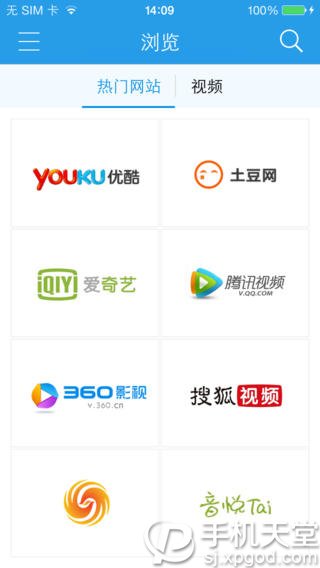 无 SIM 卡 14:09 100%
浏览
热门网站 视频
YOUKU优酷 土豆网
iQIYI 爱奇艺 腾讯视频
V.QQ.COM
360影视 搜狐视频
v.360.cn
音悦Tai
手机天堂
sj.xpgod.com